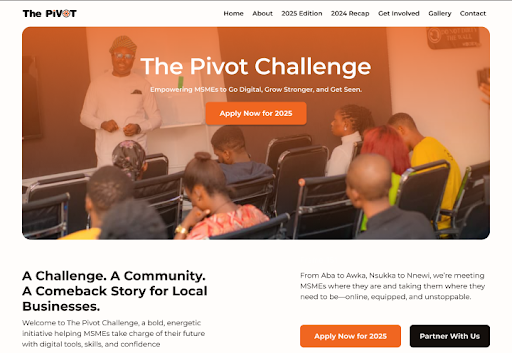 The PiVOT
Home About 2025 Edition 2024 Recap Get Involved Gallery Contact
The Pivot Challenge
Empowering MSMEs to Go Digital, Grow Stronger, and Get Seen.
Apply Now for 2025
A Challenge. A Community.
A Comeback Story for Local
Businesses.
Welcome to The Pivot Challenge, a bold, energetic
initiative helping MSMEs take charge of their future
with digital tools, skills, and confidence
From Aba to Awka, Nsukka to Nnewi, we’re meeting
MSMEs where they are and taking them where they
need to be—online, equipped, and unstoppable.
Apply Now for 2025
Partner With Us